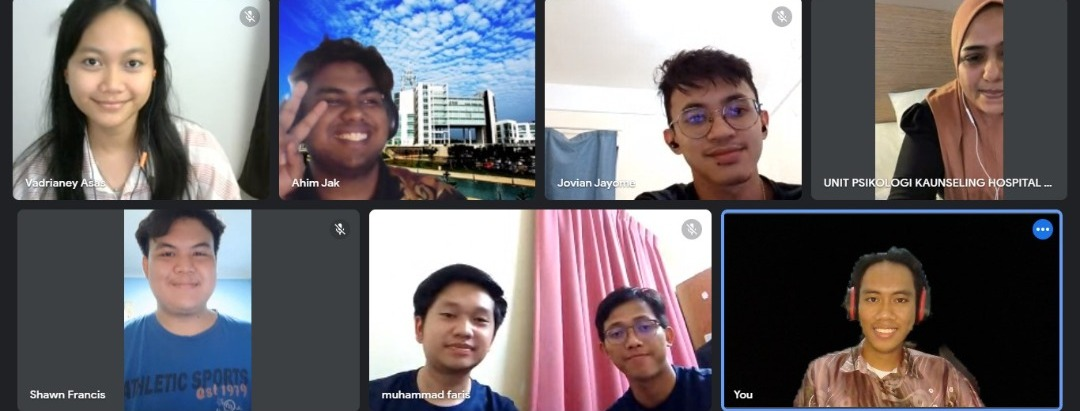 Vadrianey Asas
Ahim Jak
Jovian Jayome
UNIT PSIKOLOGI KAUNSELING HOSPITAL ...
Shawn Francis
ATHLETIC SPORTS
Est 1979
muhammad faris
You